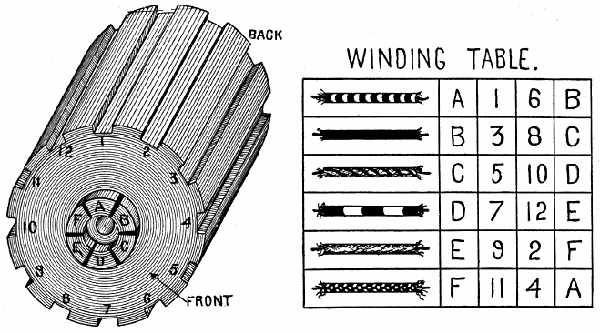 BACK
12 1 2
11 3
10 4
9 5
8 7 6
A
F B
E C
D
FRONT
WINDING TABLE.
A 1 6 B
B 3 8 C
C 5 10 D
D 7 12 E
E 9 2 F
F 11 4 A